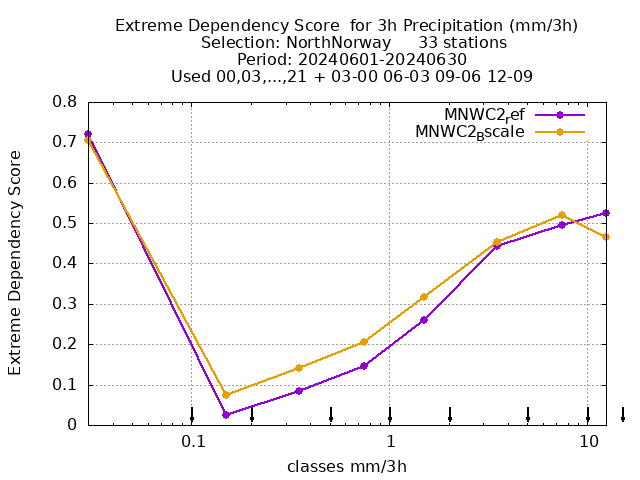 Extreme Dependency Score  for 3h Precipitation (mm/3h)
Selection: NorthNorway     33 stations
Period: 20240601-20240630
Used 00,03,...,21 + 03-00 06-03 09-06 12-09
MNWC2ref
MNWC2Bscale
Extreme Dependency Score
0.8
0.7
0.6
0.5
0.4
0.3
0.2
0.1
0
0.1 1 10
classes mm/3h